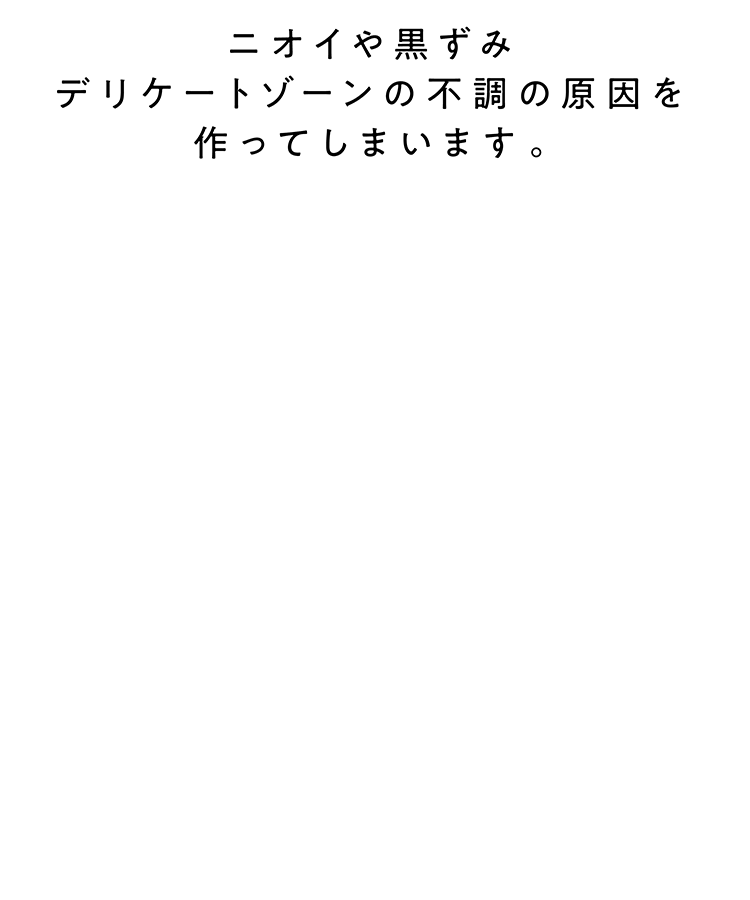 ニオイや黒ずみ
デリケートゾーンの不調の原因を
作ってしまいます。